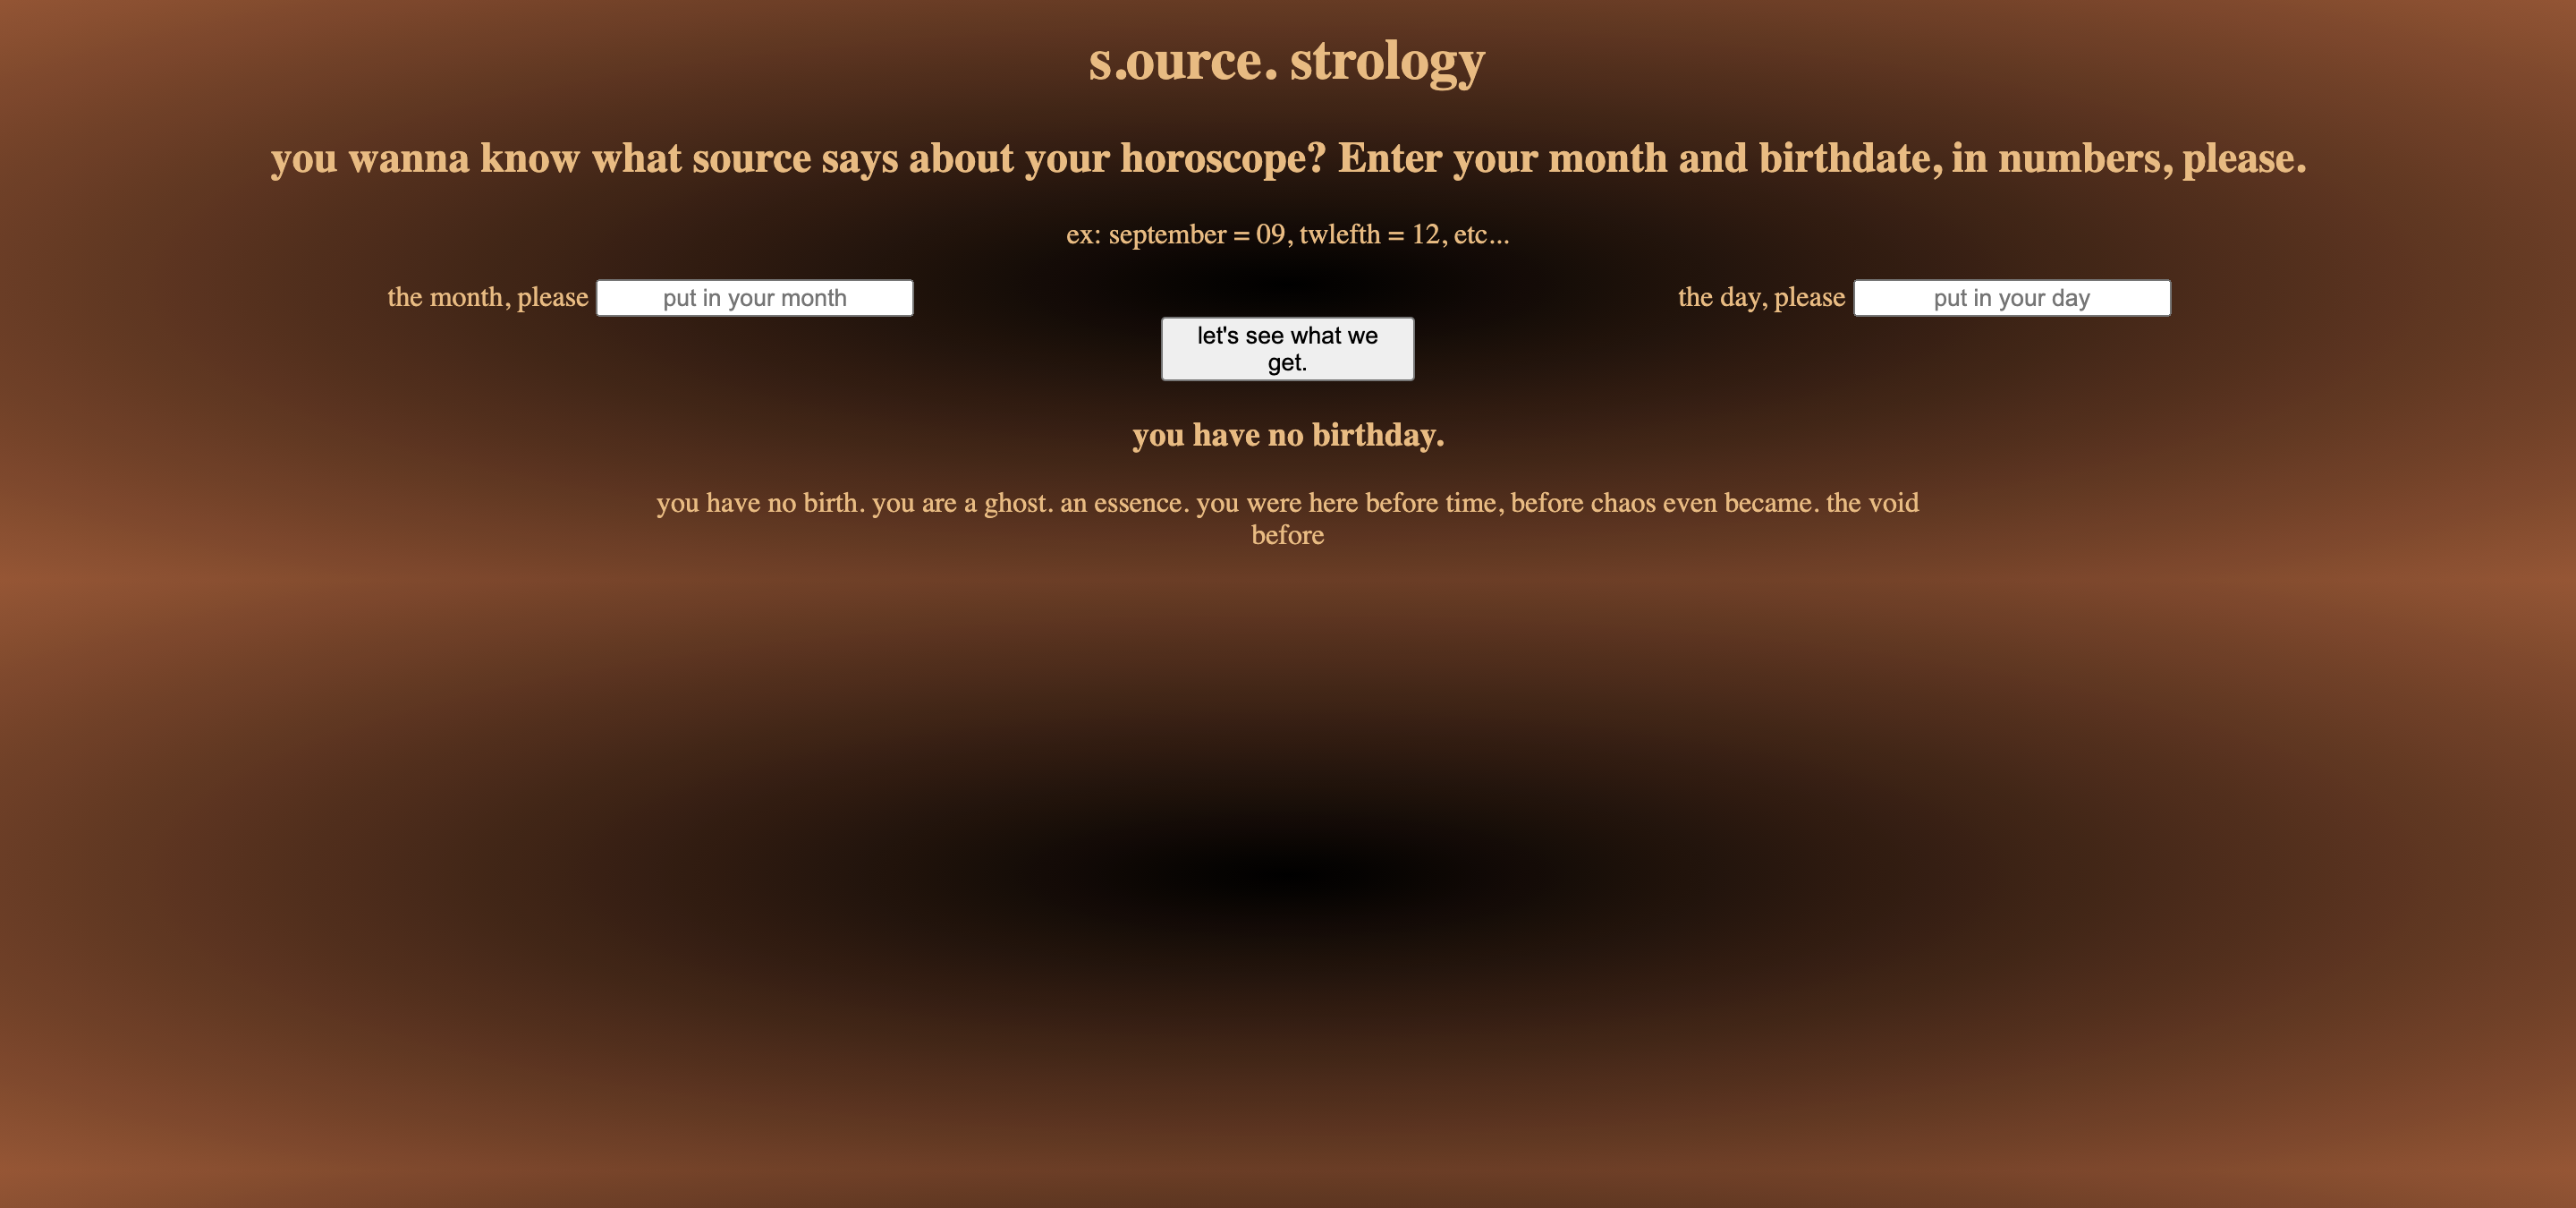 s.ource. strology
you wanna know what source says about your horoscope? Enter your month and birthdate, in numbers, please.
ex: september = 09, twlefth = 12, etc...
the month, please put in your month the day, please put in your day
let's see what we
get.
you have no birthday.
you have no birth. you are a ghost. an essence. you were here before time, before chaos even became. the void
before